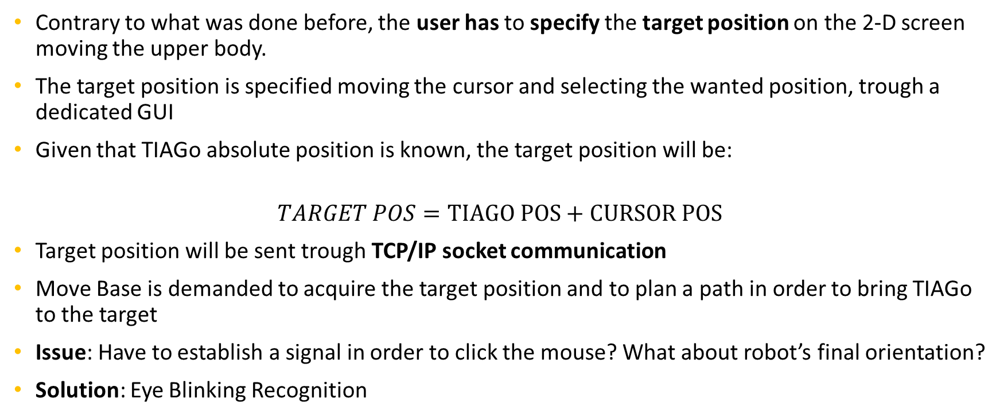 • Contrary to what was done before, the user has to specify the target position on the 2-D screen
moving the upper body.
• The target position is specified moving the cursor and selecting the wanted position, trough a
dedicated GUI
• Given that TIAGo absolute position is known, the target position will be:
TARGET POS = TIAGO POS + CURSOR POS
• Target position will be sent trough TCP/IP socket communication
• Move Base is demanded to acquire the target position and to plan a path in order to bring TIAGo
to the target
• Issue: Have to establish a signal in order to click the mouse? What about robot’s final orientation?
• Solution: Eye Blinking Recognition